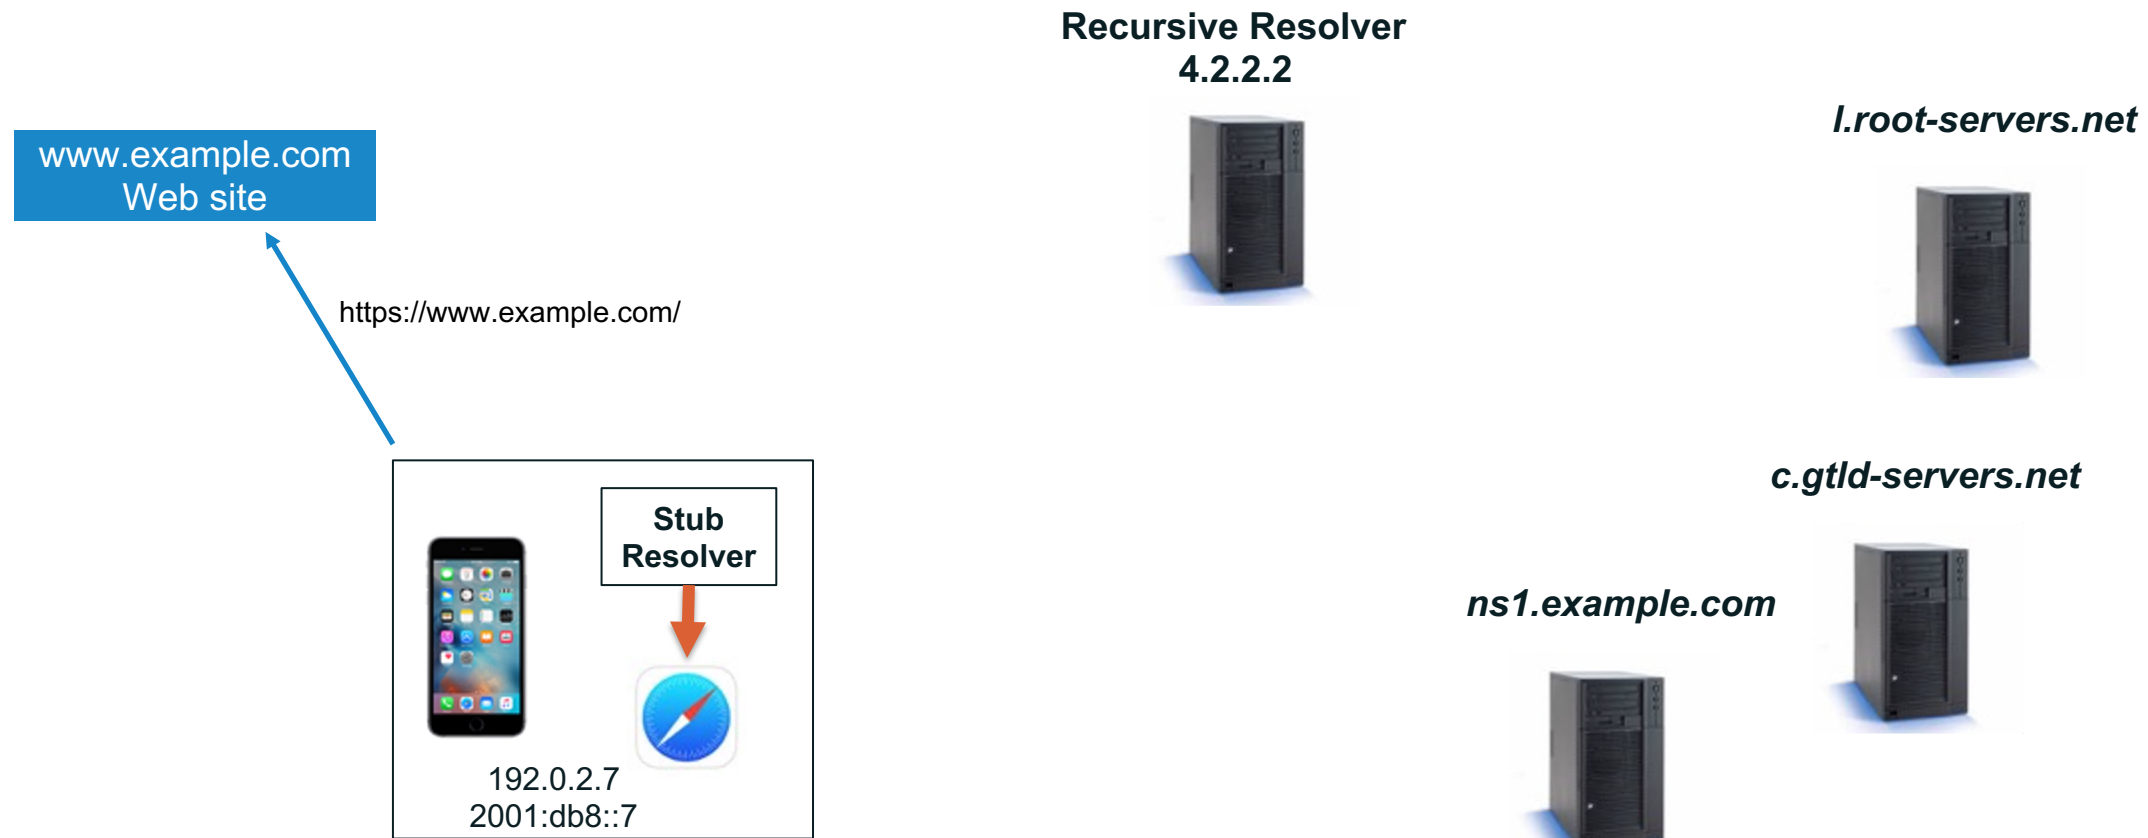 Recursive Resolver
4.2.2.2
l.root-servers.net
www.example.com
Web site
https://www.example.com/
c.gtld-servers.net
Stub
Resolver
ns1.example.com
192.0.2.7
2001:db8::7